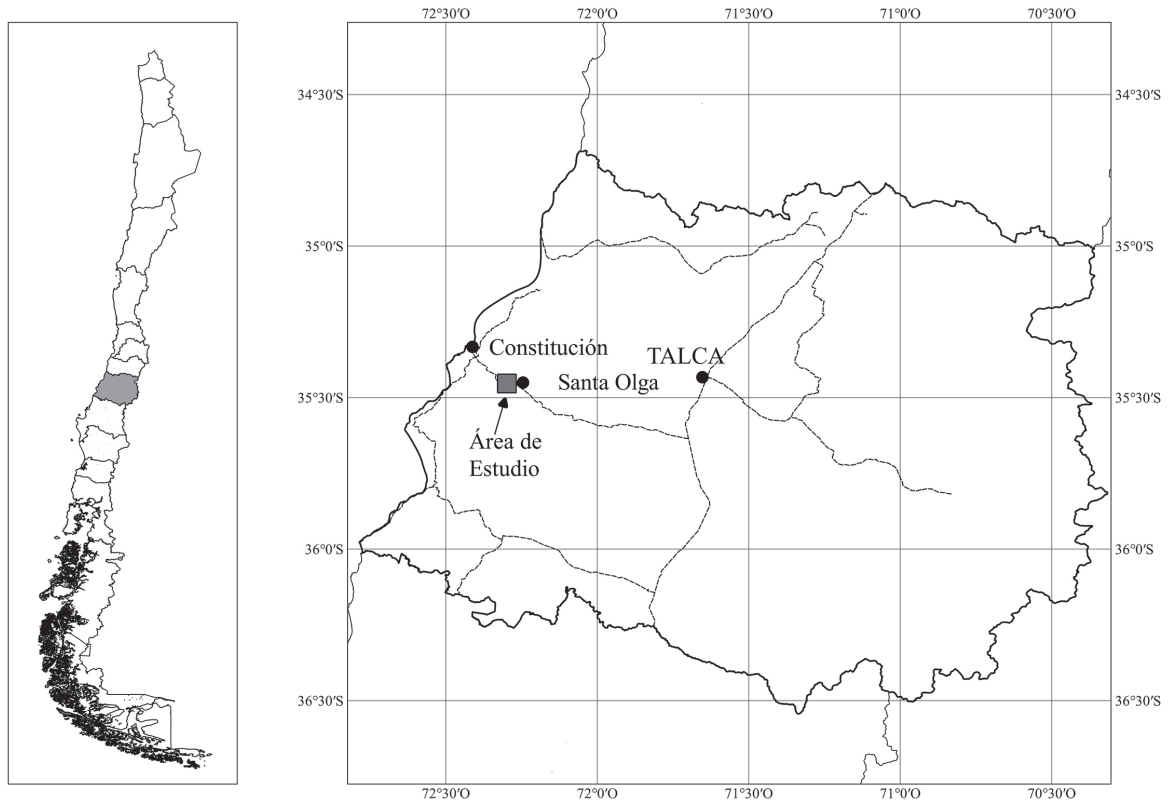 72°30'O 72°0'O 71°30'O 71°0'O 70°30'O
34°30'S 34°30'S
35°0'S 35°0'S
Constitución
TALCA
Santa Olga
35°30'S 35°30'S
Área de
Estudio
36°0'S 36°0'S
36°30'S 36°30'S
72°30'O 72°0'O 71°30'O 71°0'O 70°30'O